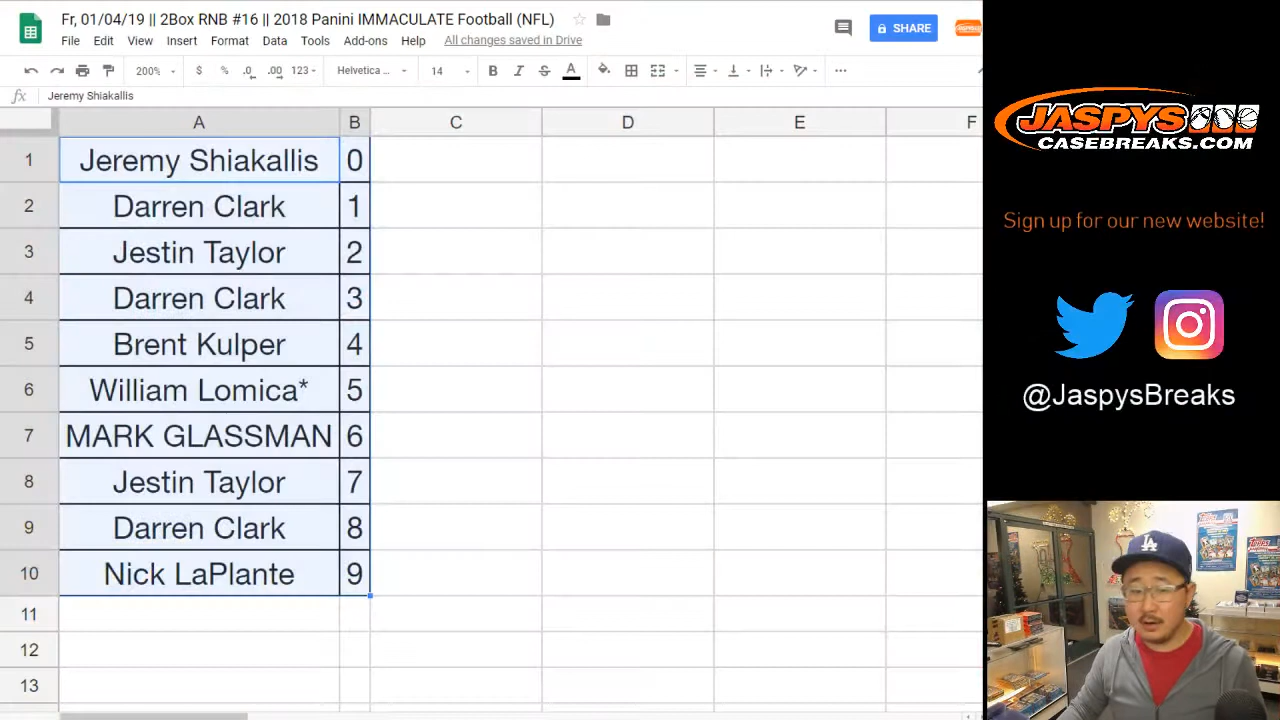 Fr, 01/04/19 || 2Box RNB #16 || 2018 Panini IMMACULATE Football (NFL)
File Edit View Insert Format Data Tools Add-ons Help All changes saved in Drive
SHARE
200% $ % .0 .00 123 Helvetica ... 14 B I S A
fx Jeremy Shiakallis
A B C D E F
1 Jeremy Shiakallis 0
2 Darren Clark 1
3 Jestin Taylor 2
4 Darren Clark 3
5 Brent Kulper 4
6 William Lomica* 5
7 MARK GLASSMAN 6
8 Jestin Taylor 7
9 Darren Clark 8
10 Nick LaPlante 9
11
12
13
JASPYS
CASEBREAKS.COM
Sign up for our new website!
@JaspysBreaks
LA